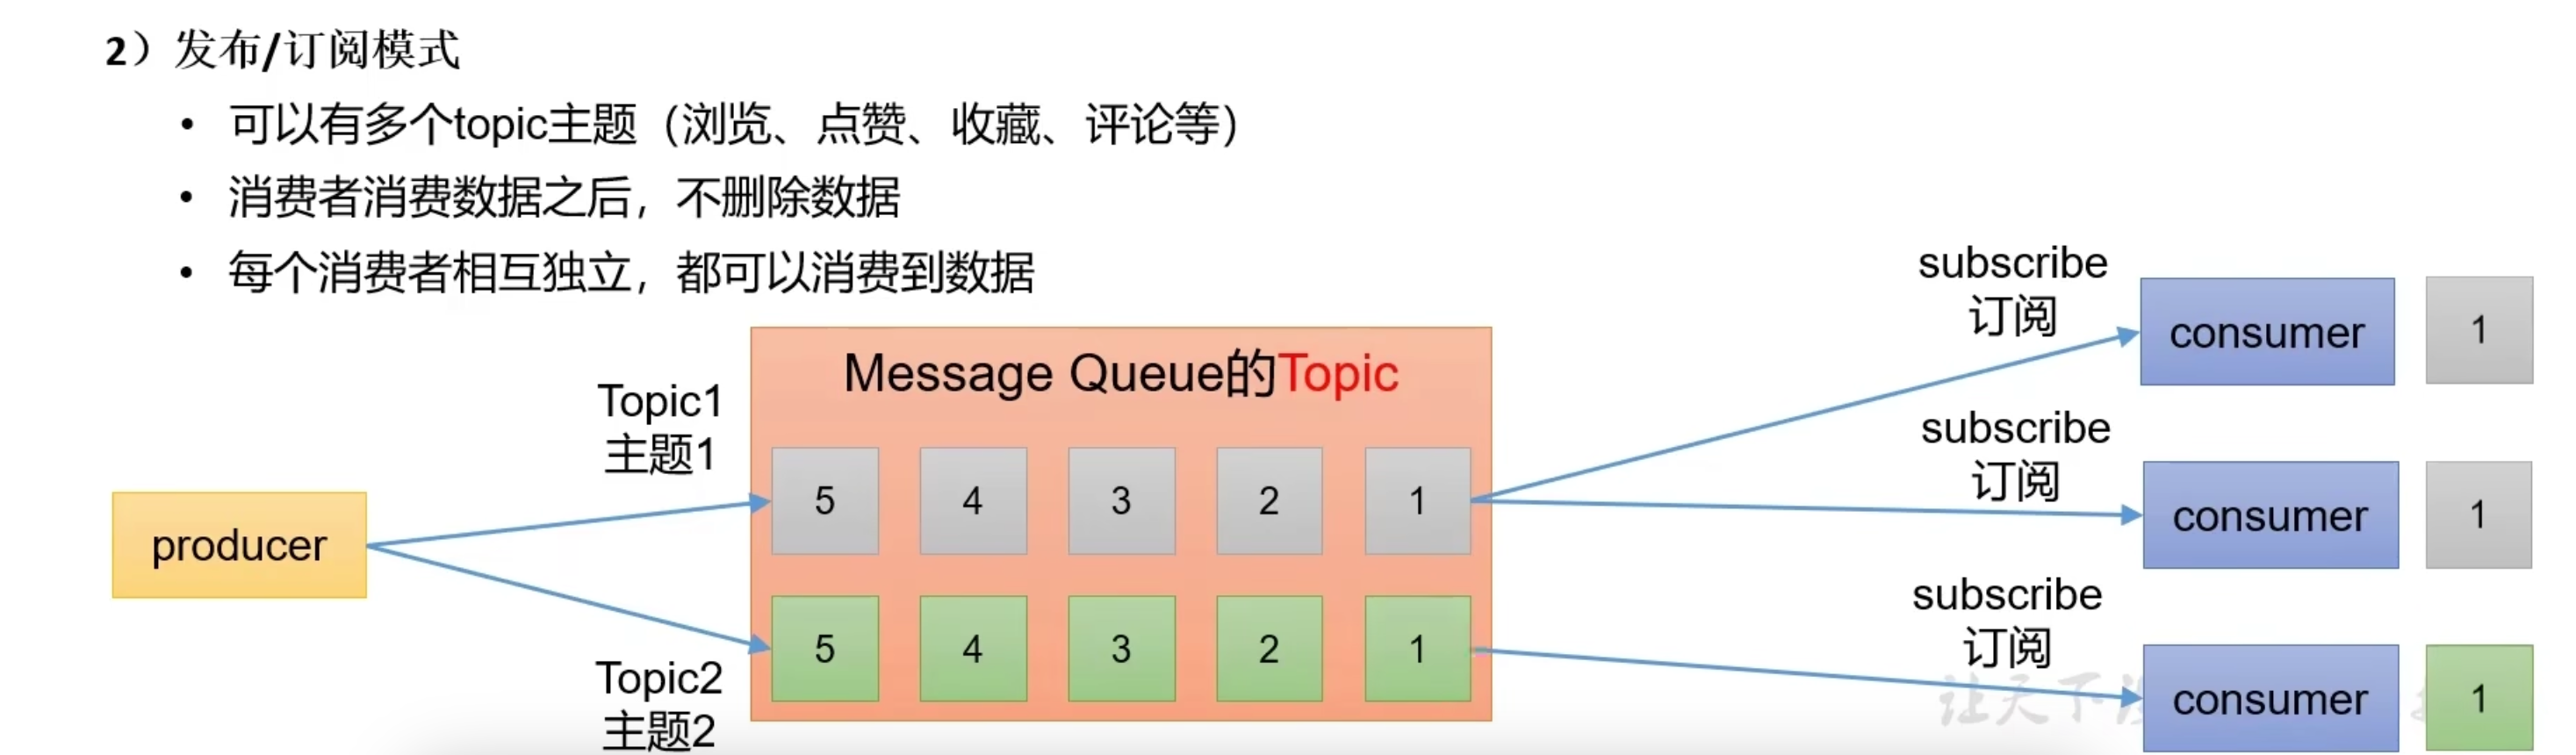 2）发布/订阅模式
• 可以有多个topic主题（浏览、点赞、收藏、评论等）
• 消费者消费数据之后，不删除数据
• 每个消费者相互独立，都可以消费到数据
Message Queue的Topic
Topic1
主题1
producer
5 4 3 2 1
5 4 3 2 1
Topic2
主题2
subscribe
订阅
consumer 1
subscribe
订阅
consumer 1
subscribe
订阅
consumer 1
让天下